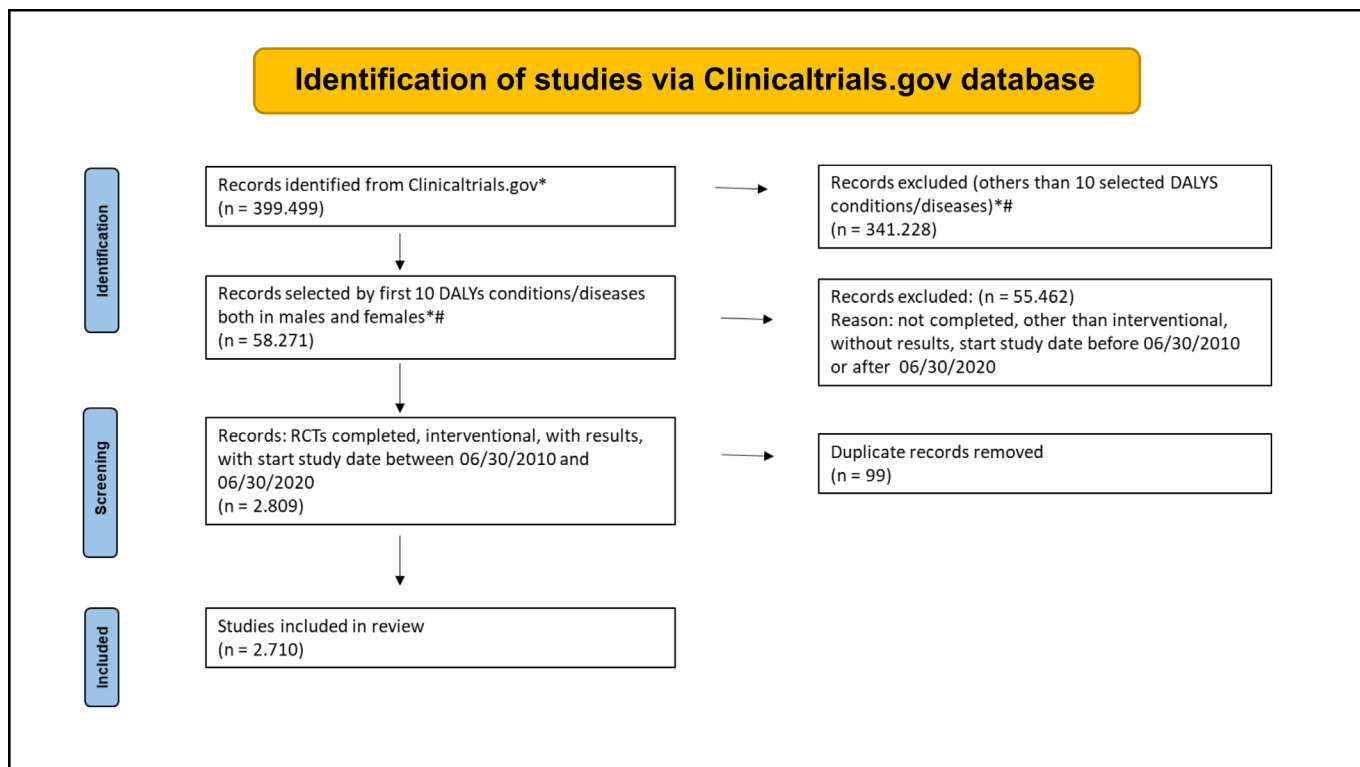 Identification of studies via Clinicaltrials.gov database
Identification
Records identified from Clinicaltrials.gov*
(n = 399.499)
Records excluded (others than 10 selected DALYS
conditions/diseases)*#
(n = 341.228)
Records selected by first 10 DALYs conditions/diseases
both in males and females*#
(n = 58.271)
Records excluded: (n = 55.462)
Reason: not completed, other than interventional,
without results, start study date before 06/30/2010
or after 06/30/2020
Screening
Records: RCTs completed, interventional, with results,
with start study date between 06/30/2010 and
06/30/2020
(n = 2.809)
Duplicate records removed
(n = 99)
Included
Studies included in review
(n = 2.710)